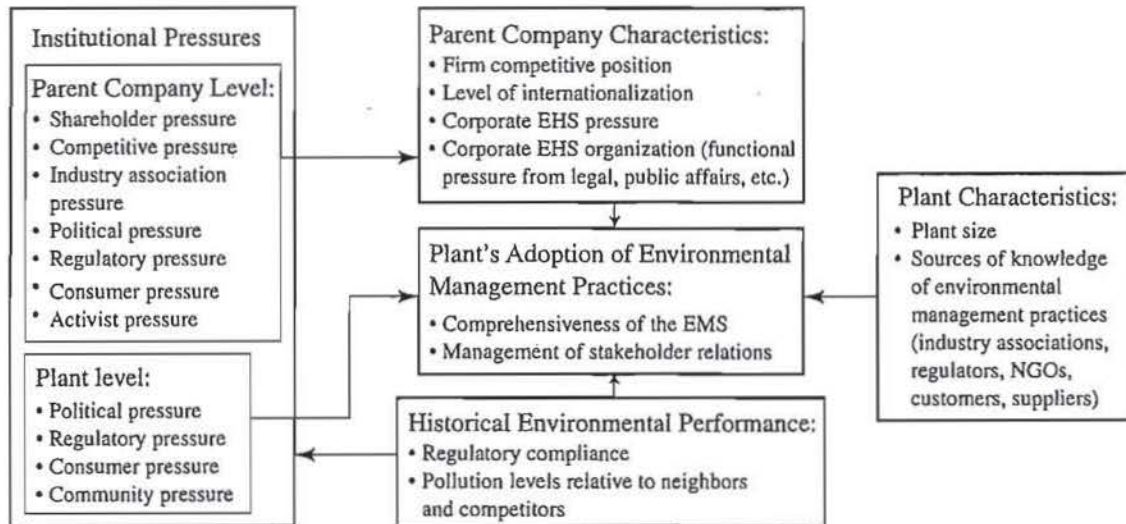 Institutional Pressures
Parent Company Level:
• Shareholder pressure
• Competitive pressure
• Industry association
pressure
• Political pressure
• Regulatory pressure
• Consumer pressure
• Activist pressure
Plant level:
• Political pressure
• Regulatory pressure
• Consumer pressure
• Community pressure
Parent Company Characteristics:
• Firm competitive position
• Level of internationalization
• Corporate EHS pressure
• Corporate EHS organization (functional
pressure from legal, public affairs, etc.)
Plant's Adoption of Environmental
Management Practices:
• Comprehensiveness of the EMS
• Management of stakeholder relations
Historical Environmental Performance:
• Regulatory compliance
• Pollution levels relative to neighbors
and competitors
Plant Characteristics:
• Plant size
• Sources of knowledge
of environmental
management practices
(industry associations,
regulators, NGOs,
customers, suppliers)